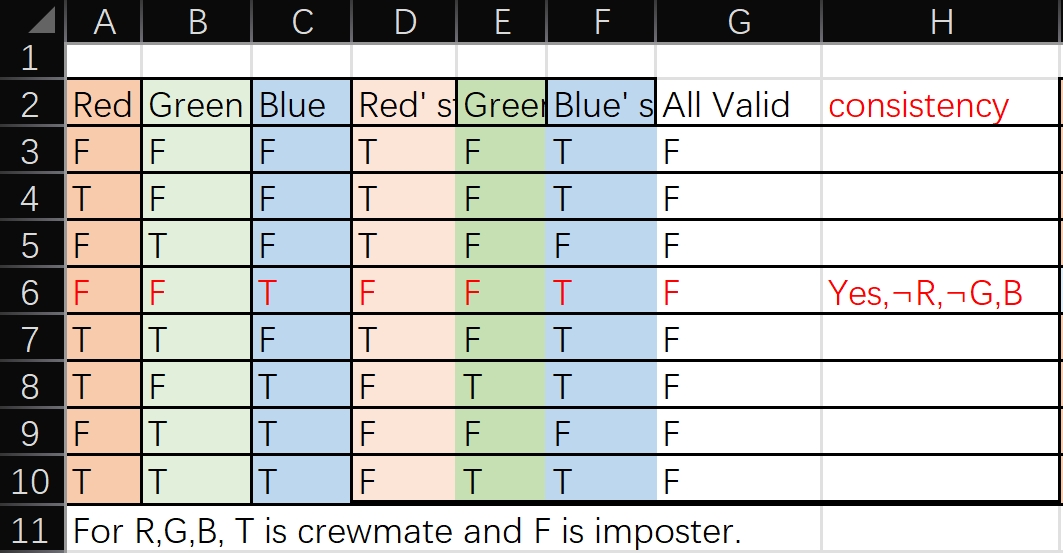 A B C D E F G H
1
2 Red Green Blue Red' s Green Blue' s All Valid consistency
3 F F F T F T F
4 T F F T F T F
5 F T F T F F F
6 F F T F F T F Yes,¬R,¬G,B
7 T T F T F T F
8 T F T F T T F
9 F T T F F F F
10 T T T F T T F
11 For R,G,B, T is crewmate and F is imposter.